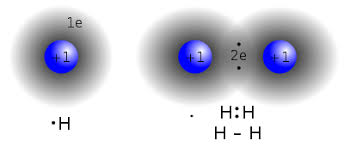 1e
+1
·H
+1 2e +1
H:H
H – H